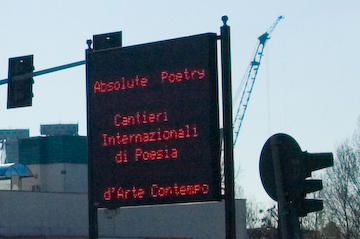 Absolute Poetry
Cantieri
Internazionali
di Poesia
d'Arte Contempo